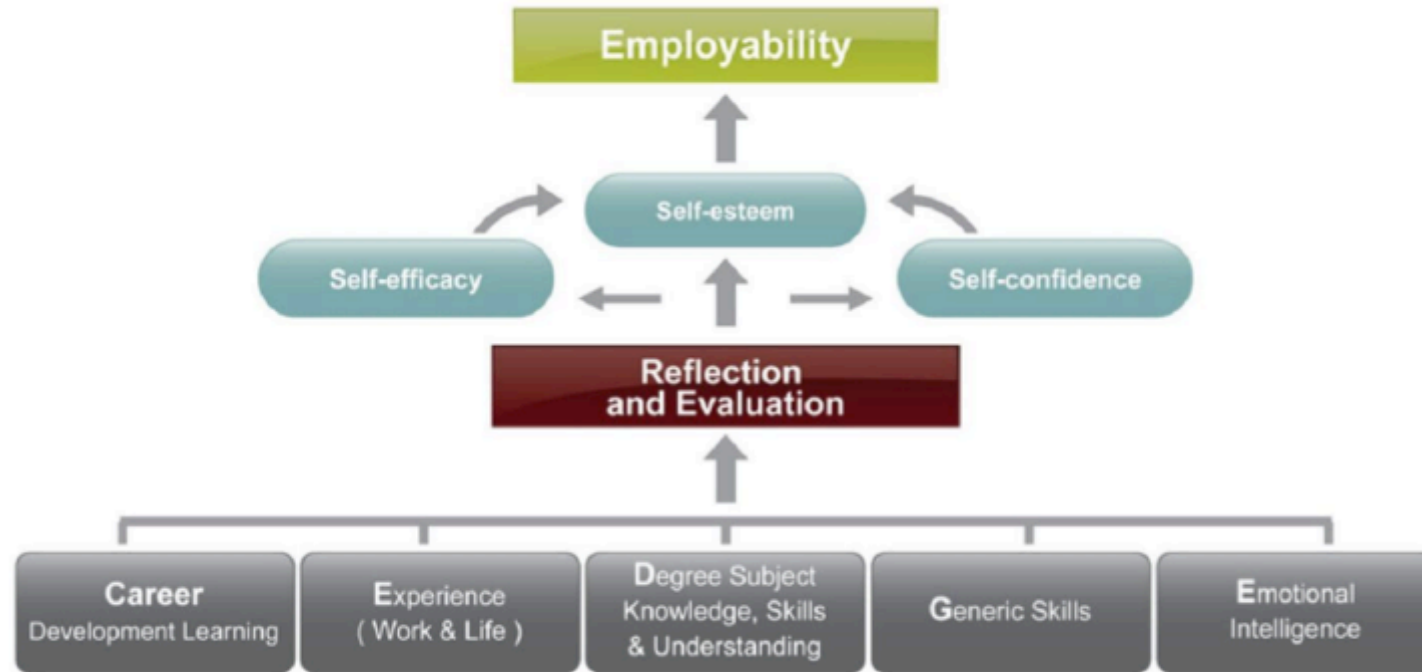 Employability
Self-esteem
Self-efficacy
Self-confidence
Reflection
and Evaluation
Career
Development Learning
Experience
( Work & Life )
Degree Subject
Knowledge, Skills
& Understanding
Generic Skills
Emotional
Intelligence